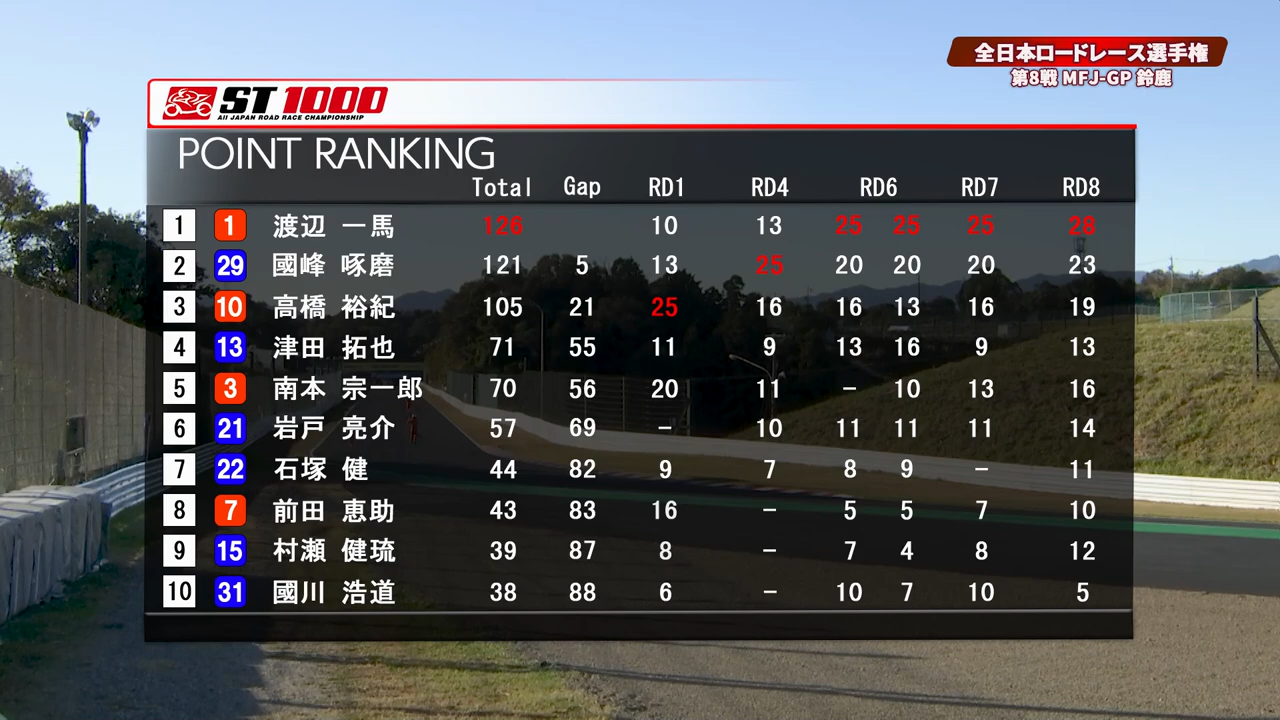 全日本ロードレース選手権
第8戦 MFJ-GP 鈴鹿
ST 1000
All JAPAN ROAD RACE CHAMPIONSHIP
POINT RANKING
Total Gap RD1 RD4 RD6 RD7 RD8
1 1 渡辺 一馬 126 10 13 25 25 25 28
2 29 國峰 啄磨 121 5 13 25 20 20 20 23
3 10 高橋 裕紀 105 21 25 16 16 13 16 19
4 13 津田 拓也 71 55 11 9 13 16 9 13
5 3 南本 宗一郎 70 56 20 11 – 10 13 16
6 21 岩戸 亮介 57 69 – 10 11 11 11 14
7 22 石塚 健 44 82 9 7 8 9 – 11
8 7 前田 恵助 43 83 16 – 5 5 7 10
9 15 村瀬 健琉 39 87 8 – 7 4 8 12
10 31 國川 浩道 38 88 6 – 10 7 10 5